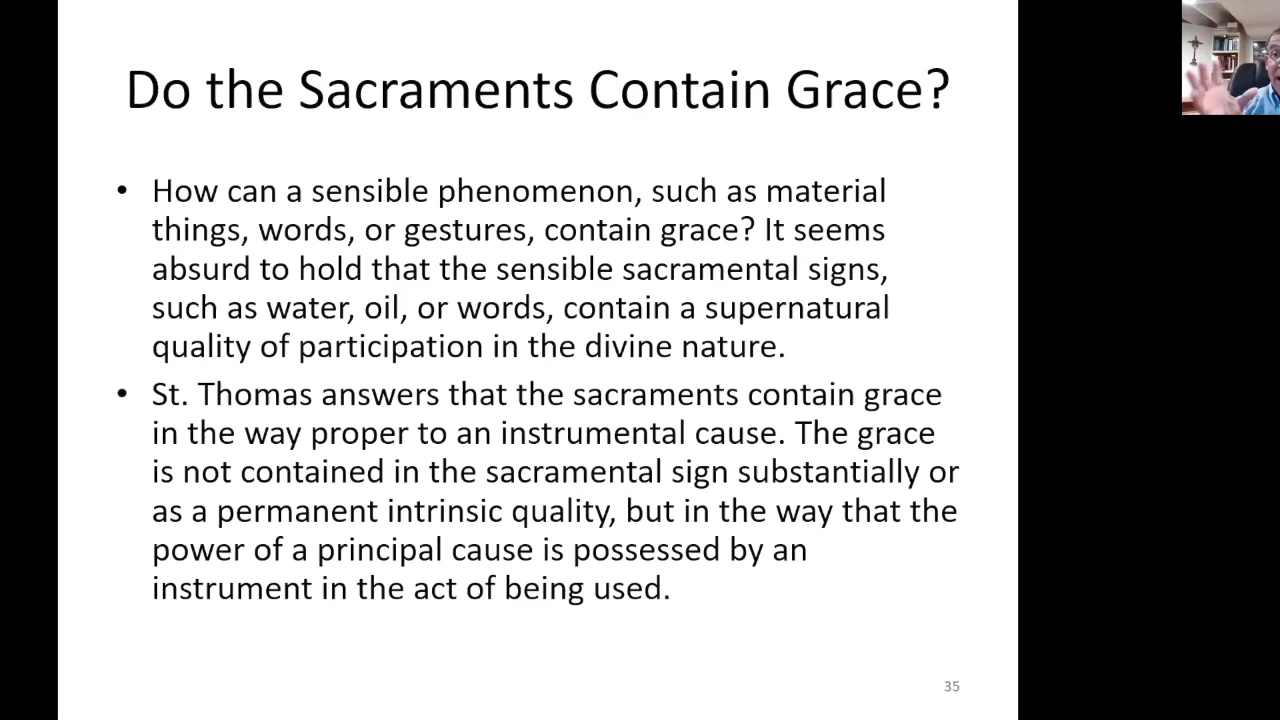 Do the Sacraments Contain Grace?
• How can a sensible phenomenon, such as material
things, words, or gestures, contain grace? It seems
absurd to hold that the sensible sacramental signs,
such as water, oil, or words, contain a supernatural
quality of participation in the divine nature.
• St. Thomas answers that the sacraments contain grace
in the way proper to an instrumental cause. The grace
is not contained in the sacramental sign substantially or
as a permanent intrinsic quality, but in the way that the
power of a principal cause is possessed by an
instrument in the act of being used.
35